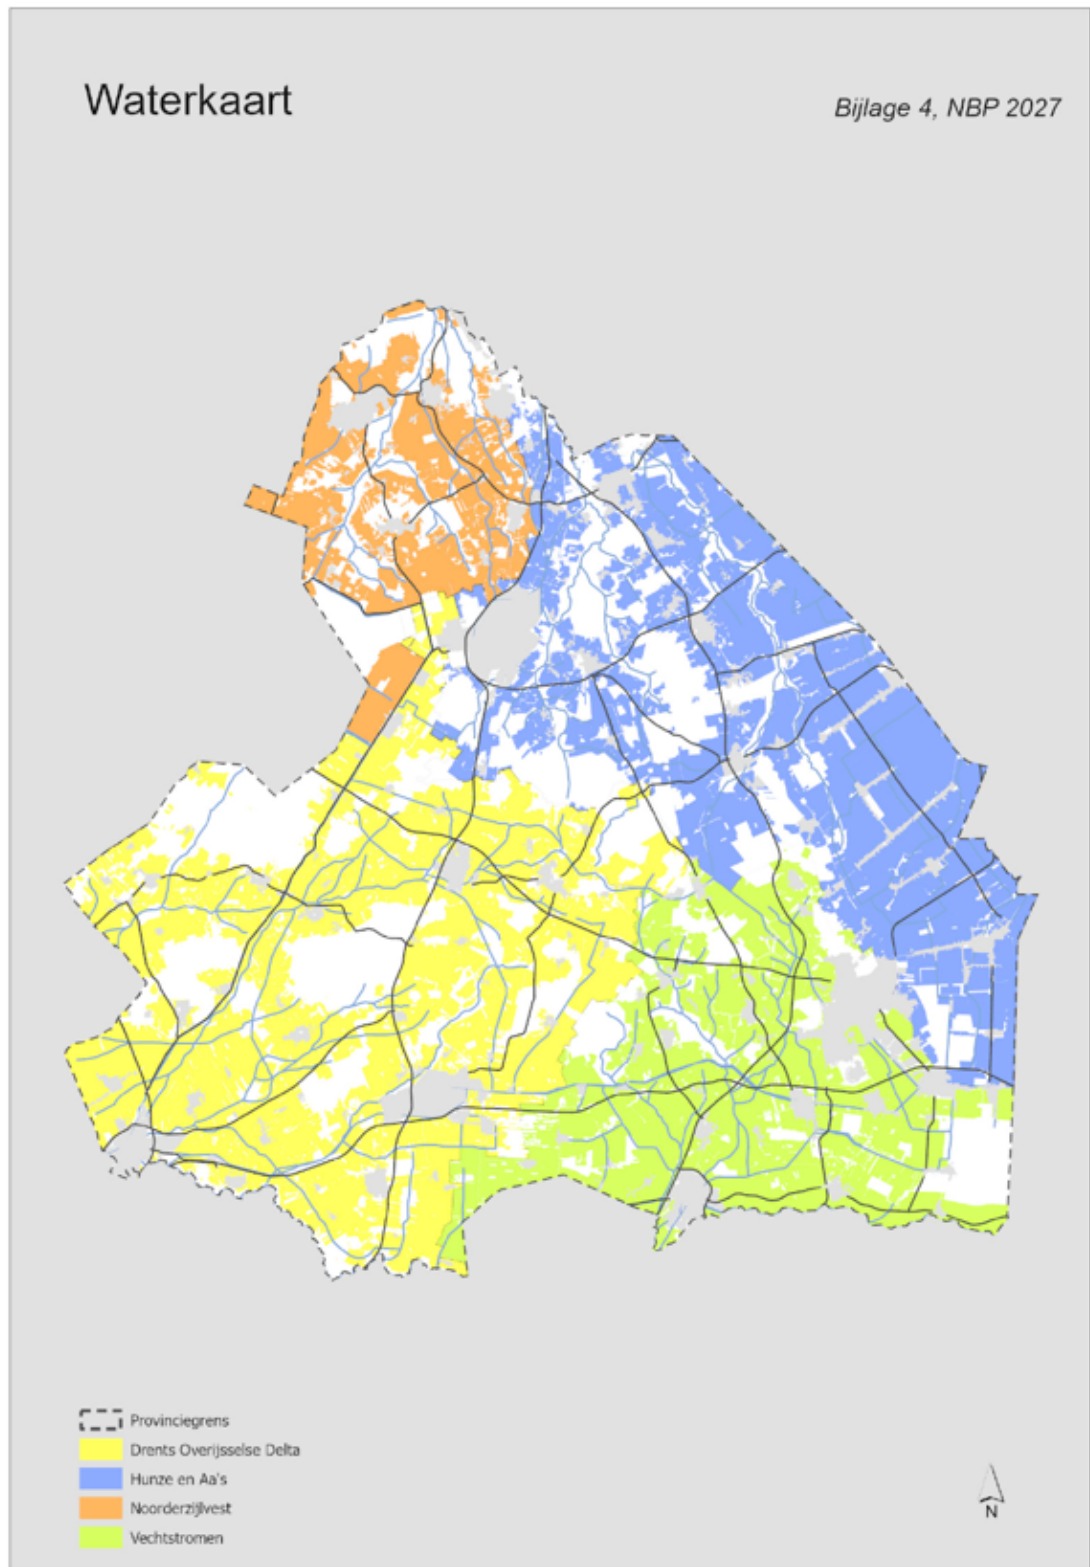 Waterkaart
Bijlage 4, NBP 2027
Provinciegrens
Drents Overijsselse Delta
Hunze en Aa's
Noorderzijlvest
Vechtstromen
N